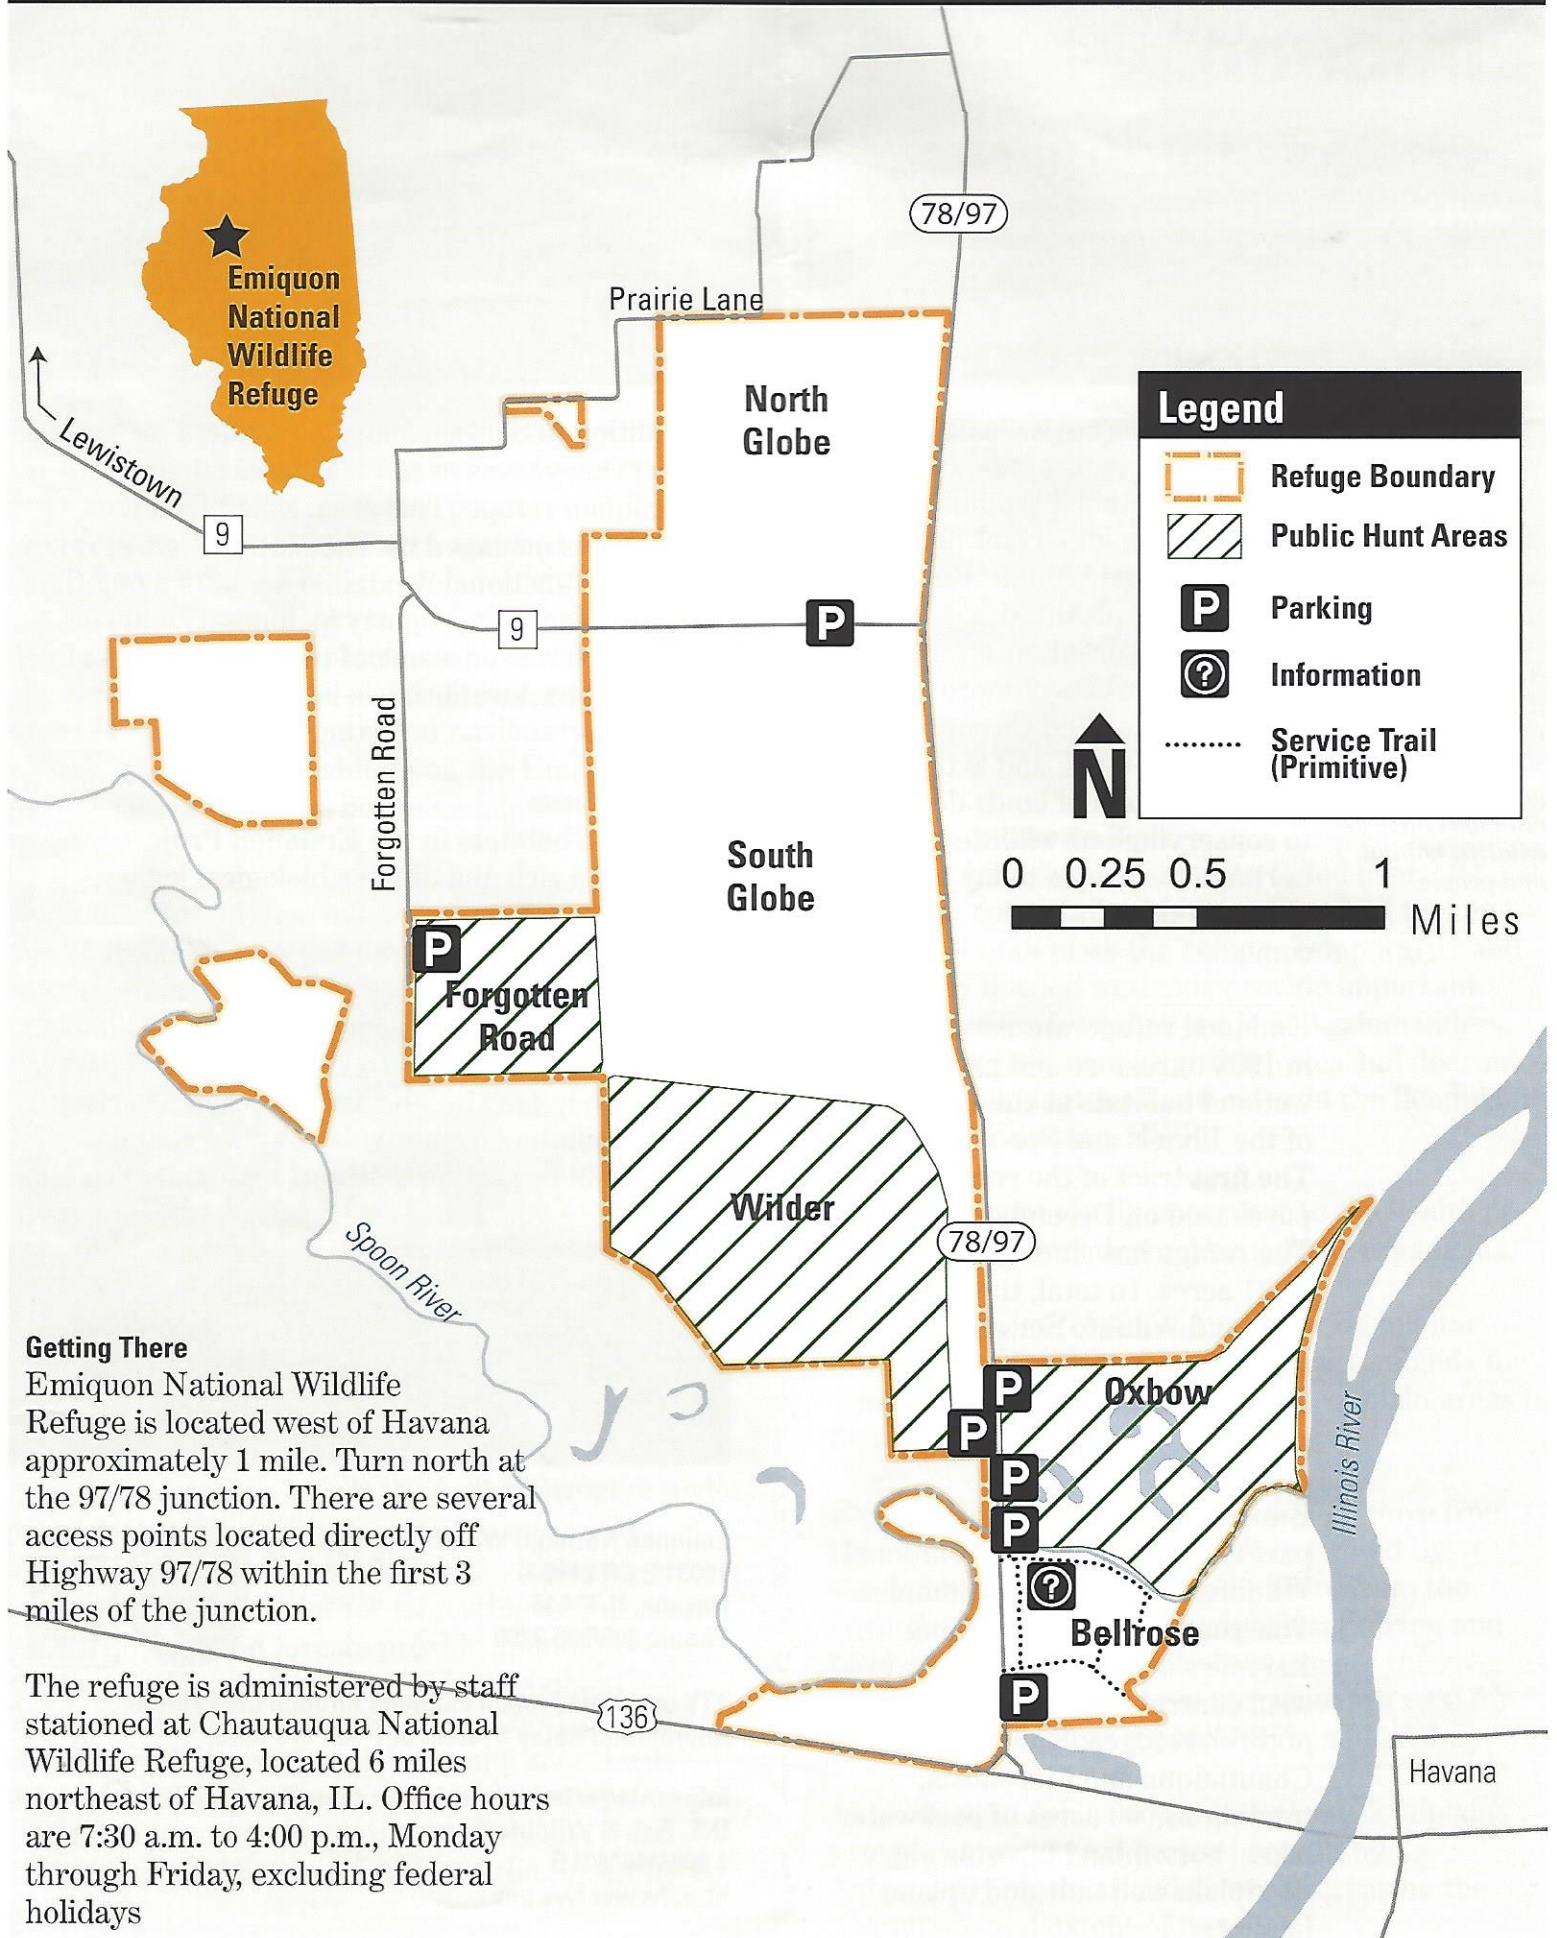 78/97
Emiquon
National
Wildlife
Refuge
Prairie Lane
North
Globe
Legend
Refuge Boundary
Public Hunt Areas
P Parking
? Information
Service Trail
(Primitive)
Lewistown
9
9
P
Forgotten Road
N
South
Globe
0 0.25 0.5 1
Miles
P
Forgotten
Road
Wilder
78/97
Spoon River
Getting There
Emiquon National Wildlife
Refuge is located west of Havana
approximately 1 mile. Turn north at
the 97/78 junction. There are several
access points located directly off
Highway 97/78 within the first 3
miles of the junction.
P
Oxbow
P
P
P
Illinois River
?
Bellrose
P
The refuge is administered by staff
stationed at Chautauqua National
Wildlife Refuge, located 6 miles
northeast of Havana, IL. Office hours
are 7:30 a.m. to 4:00 p.m., Monday
through Friday, excluding federal
holidays
136
Havana